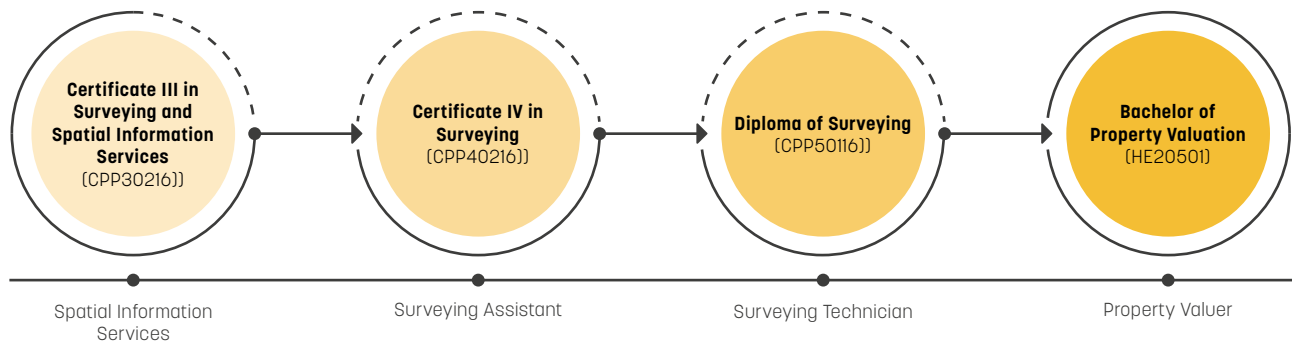 Certificate III in
Surveying and
Spatial Information
Services
(CPP30216))
Certificate IV in
Surveying
(CPP40216))
Diploma of Surveying
(CPP50116))
Bachelor of
Property Valuation
(HE20501)
Spatial Information
Services
Surveying Assistant
Surveying Technician
Property Valuer